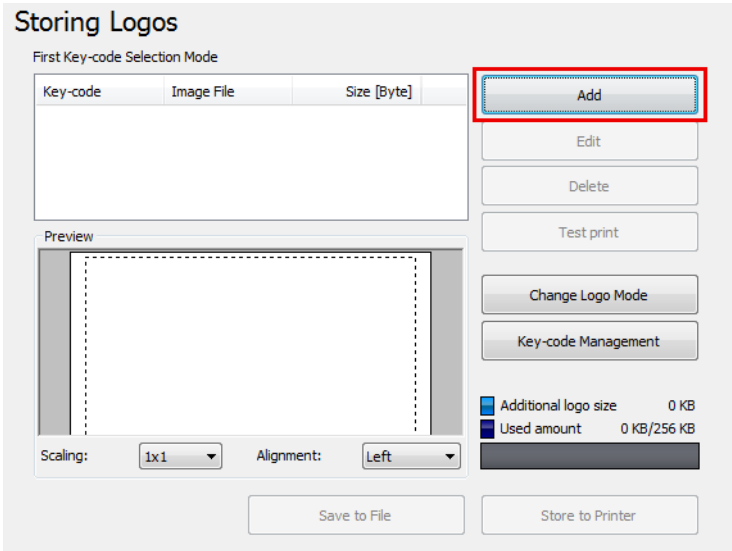 Storing Logos
First Key-code Selection Mode
Key-code Image File Size [Byte]
Add
Edit
Delete
Test print
Preview
Change Logo Mode
Key-code Management
Additional logo size 0 KB
Used amount 0 KB/256 KB
Scaling: 1x1 Alignment: Left
Save to File
Store to Printer